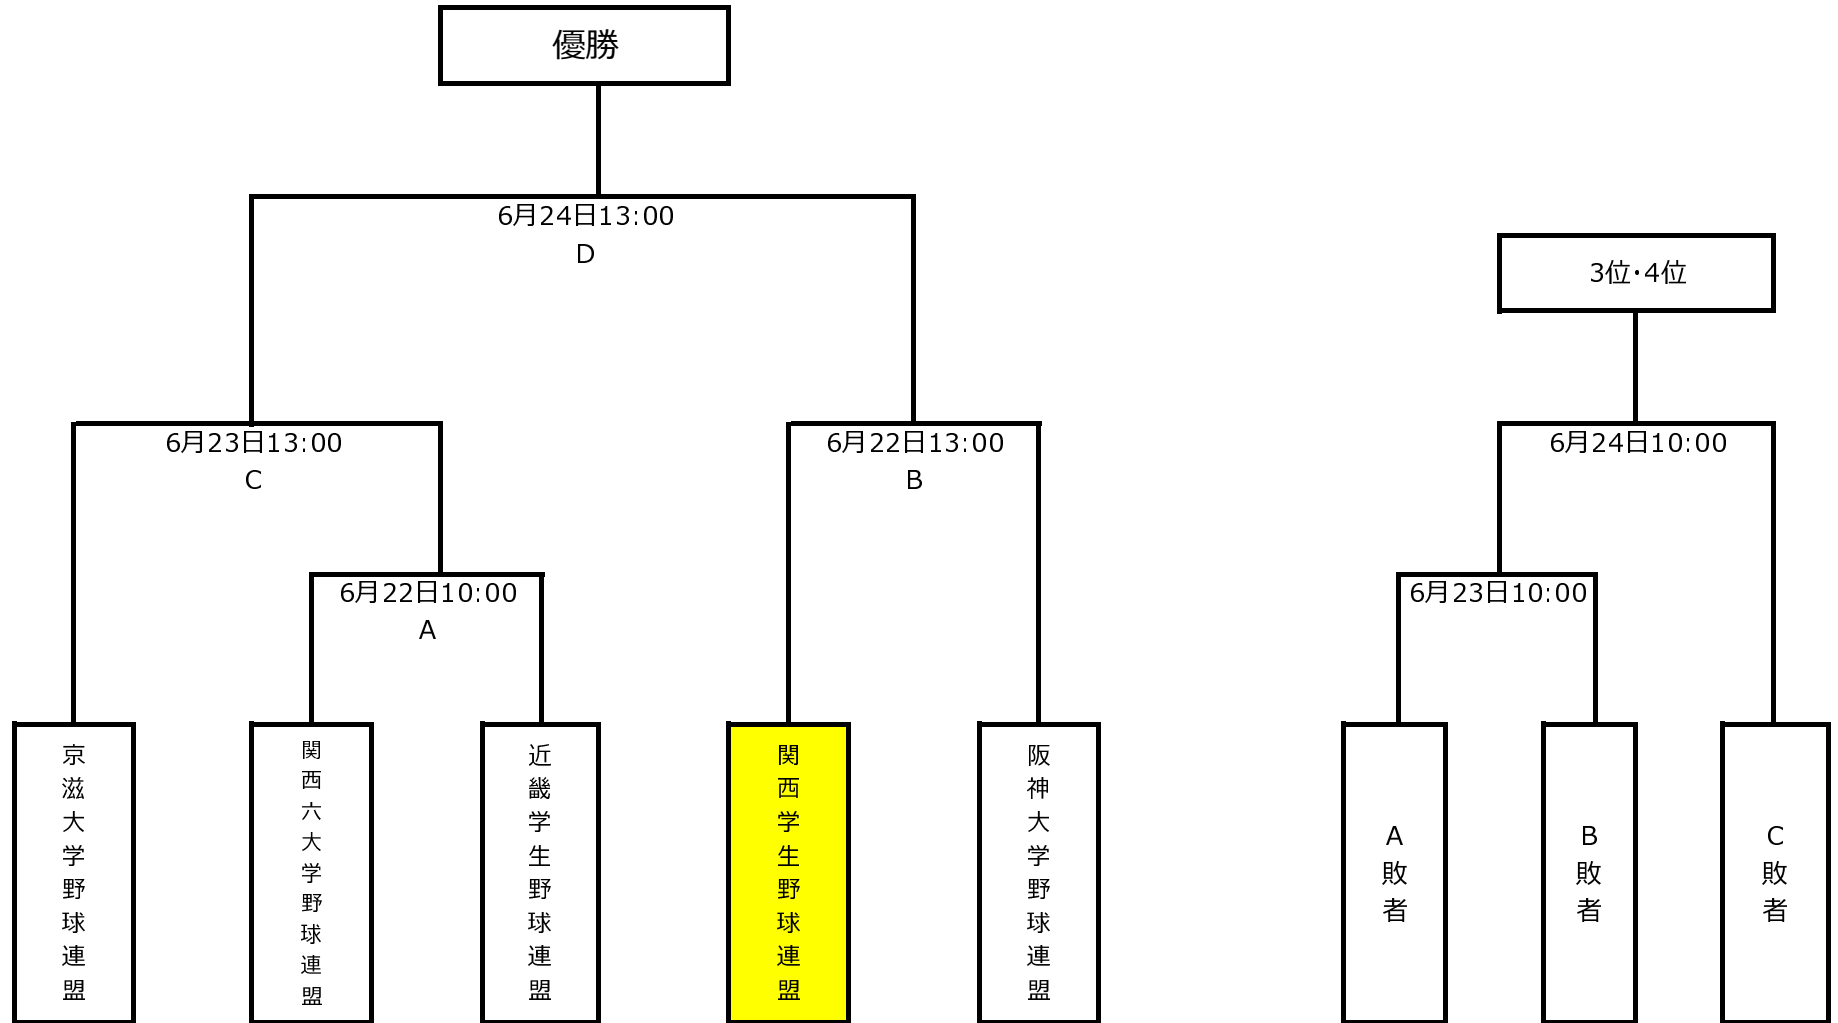 優勝
6月24日13:00
D
3位・4位
6月23日13:00
C
6月22日13:00
B
6月24日10:00
6月22日10:00
A
6月23日10:00
京滋大学野球連盟
関西六大学野球連盟
近畿学生野球連盟
関西学生野球連盟
阪神大学野球連盟
A敗者
B敗者
C敗者